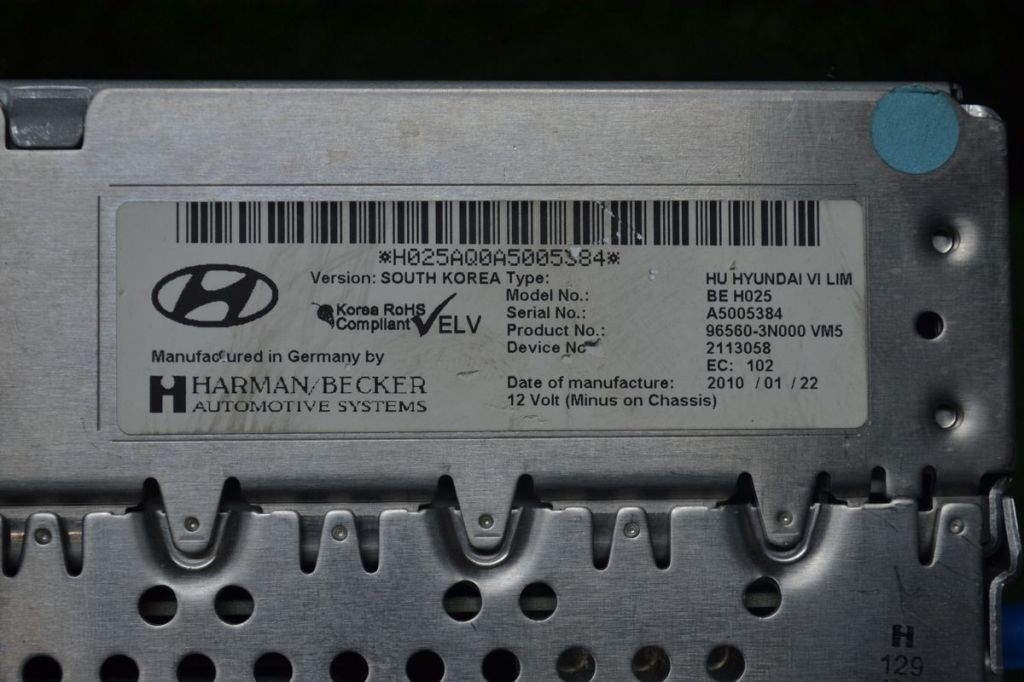 *H025AQ0A5005384*
Version: SOUTH KOREA Type: HU HYUNDAI VI LIM
Model No.: BE H025
Korea RoHS
Compliant ELV
Serial No.: A5005384
Product No.: 96560-3N000 VM5
Device No 2113058
EC: 102
Manufactured in Germany by
HARMAN/BECKER
AUTOMOTIVE SYSTEMS
Date of manufacture: 2010 / 01 / 22
12 Volt (Minus on Chassis)
H
129